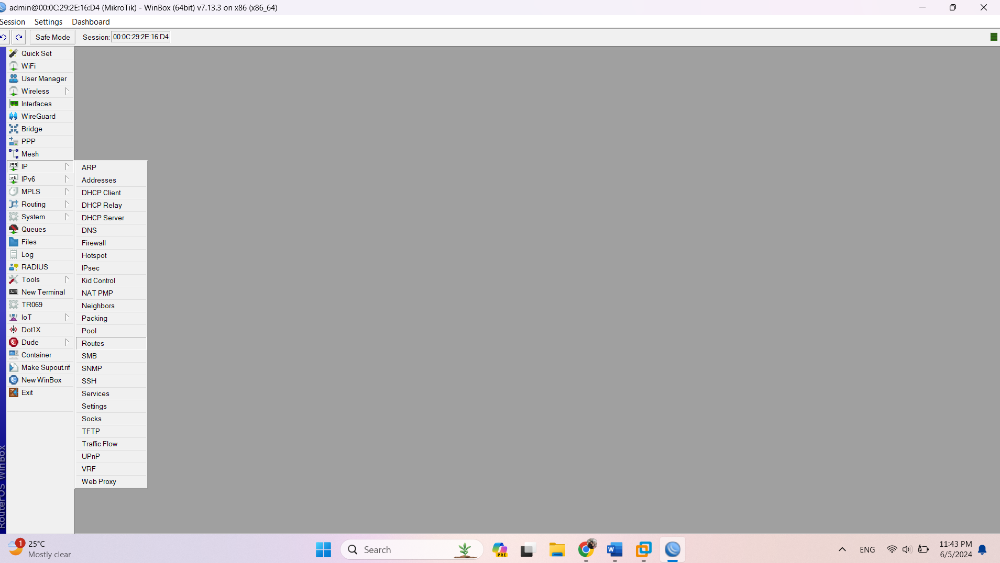 admin@00:0C:29:2E:16:D4 (MikroTik) - WinBox (64bit) v7.13.3 on x86 (x86_64)
Session Settings Dashboard
Safe Mode Session: 00:0C:29:2E:16:D4
Quick Set
WiFi
User Manager
Wireless
Interfaces
WireGuard
Bridge
PPP
Mesh
IP
IPv6
MPLS
Routing
System
Queues
Files
Log
RADIUS
Tools
New Terminal
TR069
IoT
Dot1X
Dude
Container
Make Supout.rif
New WinBox
Exit
ARP
Addresses
DHCP Client
DHCP Relay
DHCP Server
DNS
Firewall
Hotspot
IPsec
Kid Control
NAT PMP
Neighbors
Packing
Pool
Routes
SMB
SNMP
SSH
Services
Settings
Socks
TFTP
Traffic Flow
UPnP
VRF
Web Proxy
RouterOS WinBox
1
25°C
Mostly clear
Search
PRE
ENG
11:43 PM
6/5/2024